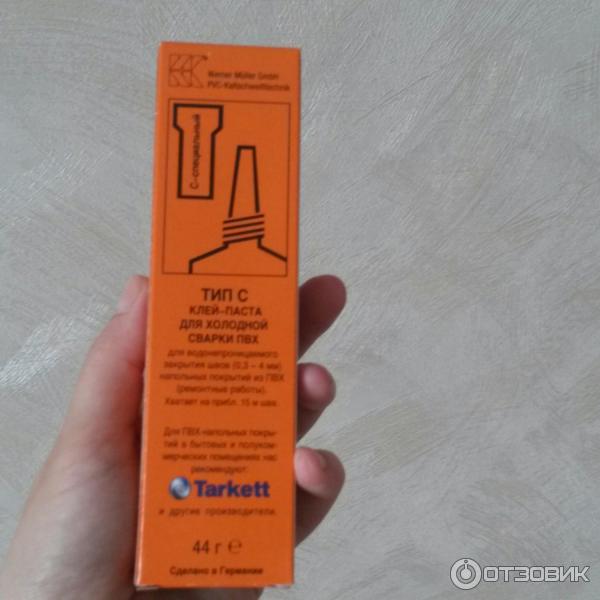 Werner Müller GmbH
PVC-Kaltschweißtechnik
С-специальный
ТИП С
КЛЕЙ-ПАСТА
ДЛЯ ХОЛОДНОЙ
СВАРКИ ПВХ
для водонепроницаемого
закрытия швов (0,3 – 4 мм)
напольных покрытий из ПВХ
(ремонтные работы).
Хватает на прибл. 15 м шва.
Для ПВХ-напольных покры-
тий в бытовых и полуком-
мерческих помещениях нас
рекомендуют:
Tarkett
и другие производители.
44 г ℮
Сделано в Германии
ОТЗОВИК